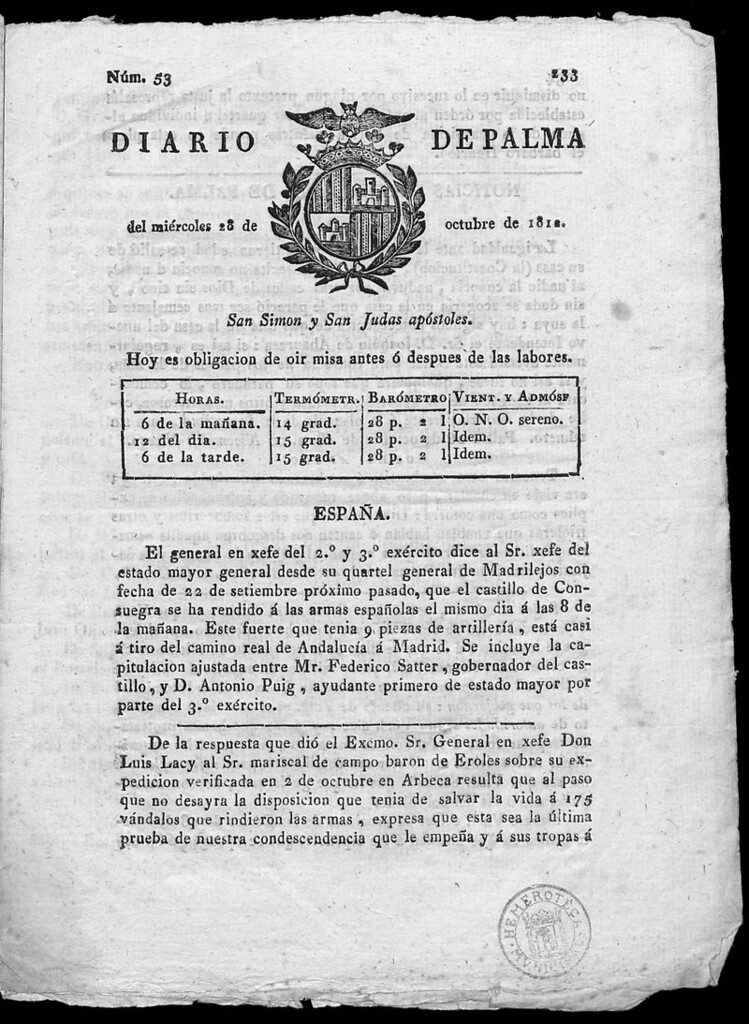 Núm. 53
233
DIARIO DE PALMA
del miércoles 28 de octubre de 1812.
San Simon y San Judas apóstoles.
Hoy es obligacion de oir misa antes ó despues de las labores.
HORAS. TERMÓMETR. BARÓMETRO VIENT. Y ADMÓSF
6 de la mañana. 14 grad. 28 p. 2 l O. N. O. sereno.
12 del dia. 15 grad. 28 p. 2 l Idem.
6 de la tarde. 15 grad. 28 p. 2 l Idem.
ESPAÑA.
El general en xefe del 2.º y 3.º exército dice al Sr. xefe del
estado mayor general desde su quartel general de Madrilejos con
fecha de 22 de setiembre próximo pasado, que el castillo de Con-
suegra se ha rendido á las armas españolas el mismo dia á las 8 de
la mañana. Este fuerte que tenia 9 piezas de artillería, está casi
á tiro del camino real de Andalucía á Madrid. Se incluye la ca-
pitulacion ajustada entre Mr. Federico Satter, gobernador del cas-
tillo, y D. Antonio Puig, ayudante primero de estado mayor por
parte del 3.º exército.
De la respuesta que dió el Excmo. Sr. General en xefe Don
Luis Lacy al Sr. mariscal de campo baron de Eroles sobre su ex-
pedicion verificada en 2 de octubre en Arbeca resulta que al paso
que no desayra la disposicion que tenia de salvar la vida á 175
vándalos que rindieron las armas, expresa que esta sea la última
prueba de nuestra condescendencia que le empeña y á sus tropas á
HEMEROTECA
MUNICIPAL